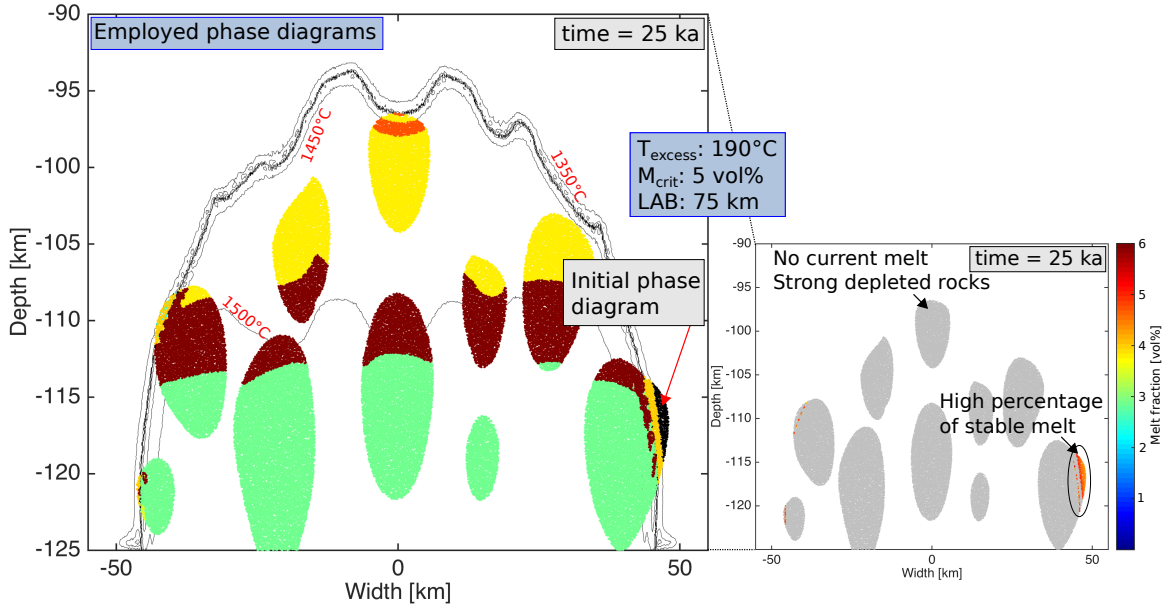 Employed phase diagrams
time = 25 ka
-90
-95
-100
-105
-110
-115
-120
-125
Depth [km]
-50
0
50
Width [km]
1450°C
1350°C
1500°C
Initial phase
diagram
T_excess: 190°C
M_crit: 5 vol%
LAB: 75 km
No current melt
Strong depleted rocks
time = 25 ka
High percentage
of stable melt
-90
-95
-100
-105
-110
-115
-120
Depth [km]
-50
0
50
Width [km]
6
5
4
3
2
1
Melt fraction [vol%]